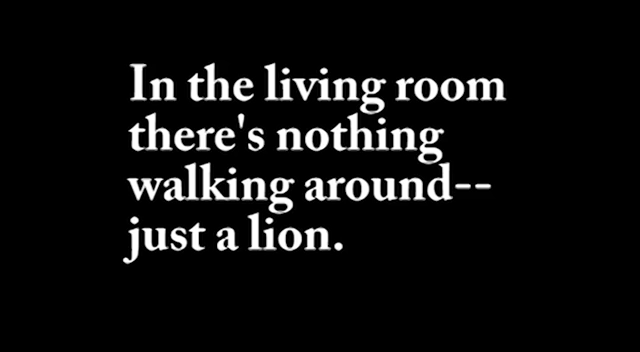 In the living room
there's nothing
walking around--
just a lion.